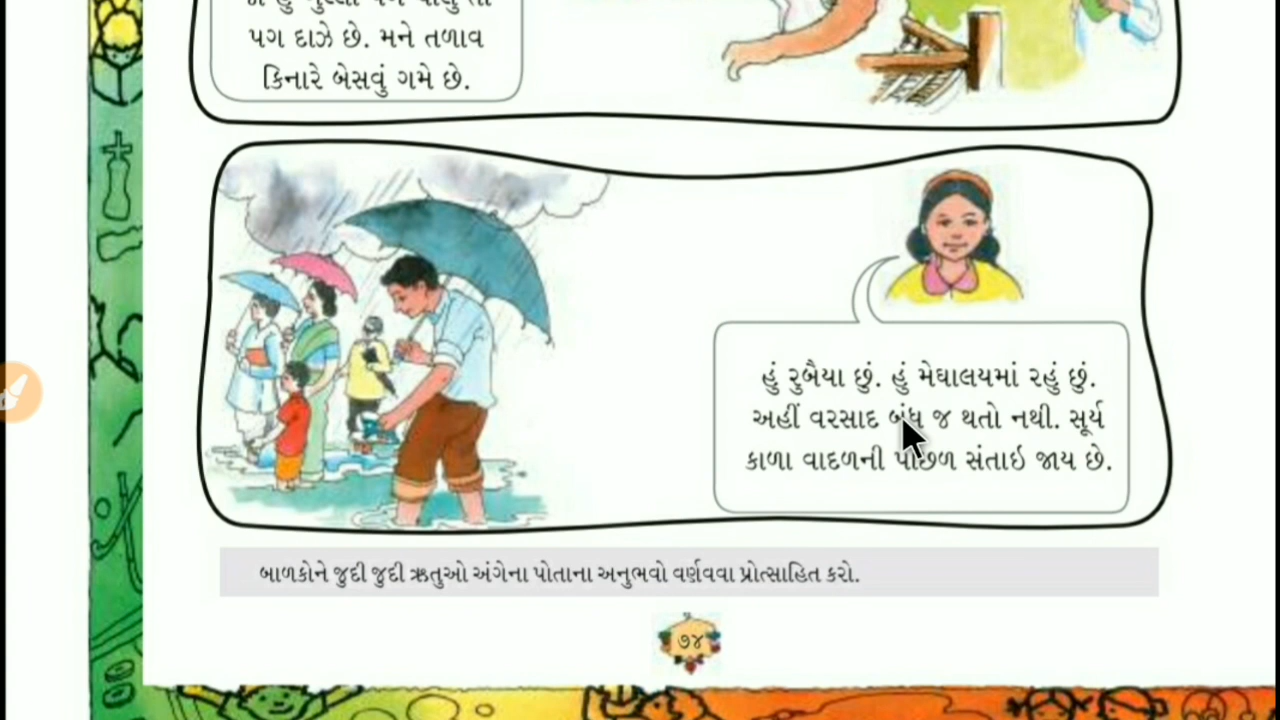 પગ દાઝે છે. મને તળાવ
કિનારે બેસવું ગમે છે.
હું રુબૈયા છું. હું મેઘાલયમાં રહું છું.
અહીં વરસાદ બંધ જ થતો નથી. સૂર્ય
કાળા વાદળની પાછળ સંતાઇ જાય છે.
બાળકોને જુદી જુદી ઋતુઓ અંગેના પોતાના અનુભવો વર્ણવવા પ્રોત્સાહિત કરો.
૭૪